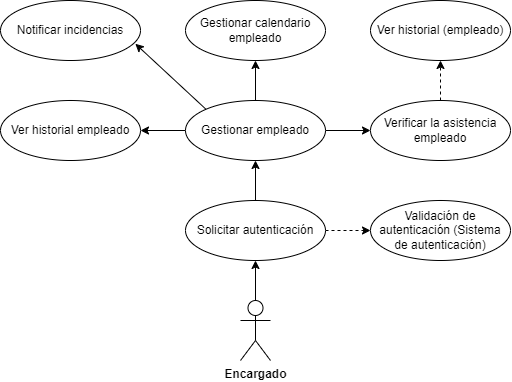 Notificar incidencias
Gestionar calendario
empleado
Ver historial (empleado)
Ver historial empleado
Gestionar empleado
Verificar la asistencia
empleado
Solicitar autenticación
Validación de
autenticación (Sistema
de autenticación)
Encargado